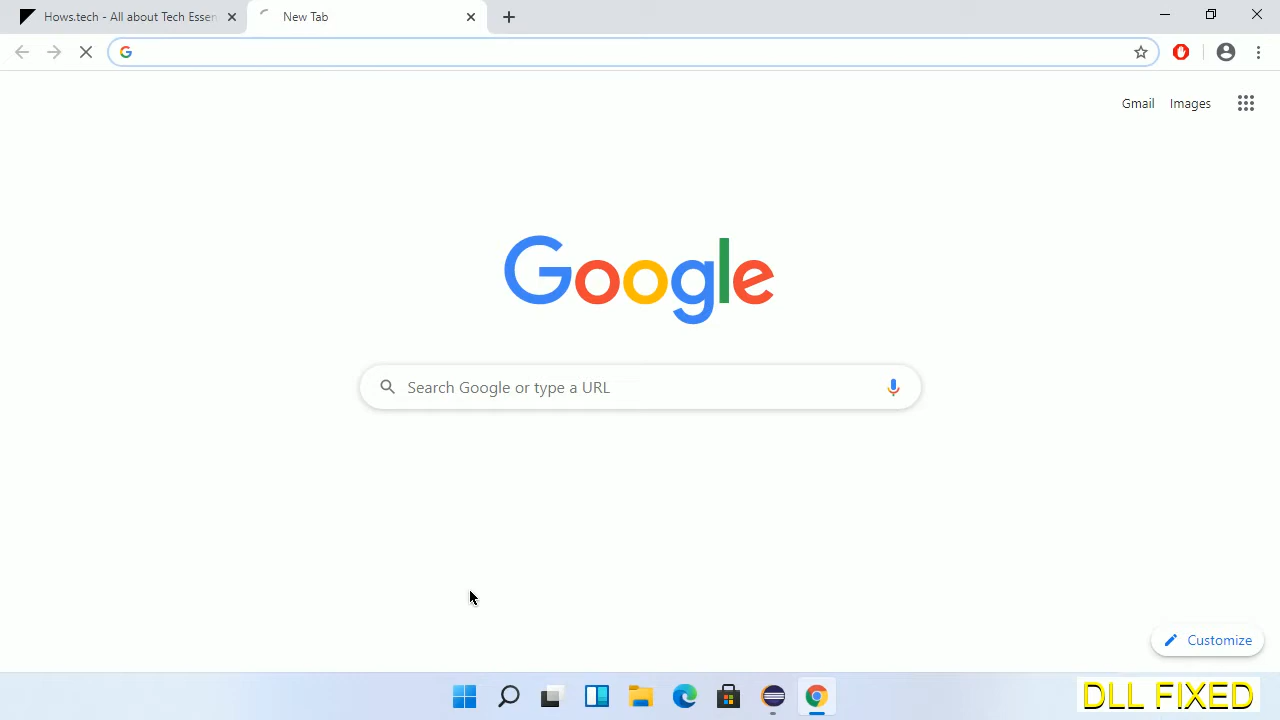 Hows.tech - All about Tech Essen
New Tab
Gmail
Images
Google
Search Google or type a URL
Customize
DLL FIXED